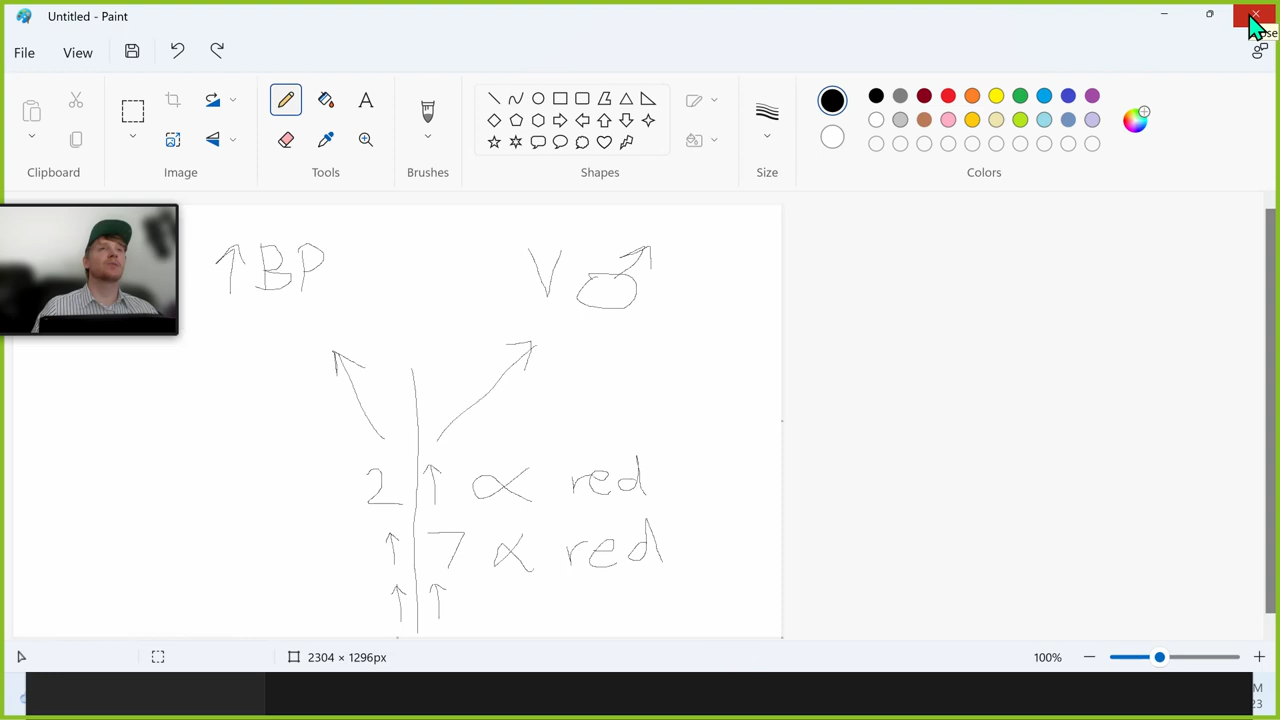 Untitled - Paint
File View
Clipboard Image Tools Brushes Shapes Size Colors
↑ BP V ♂
2 ↑ α red
↑ 7 α red
↑ ↑
2304 × 1296px 100%